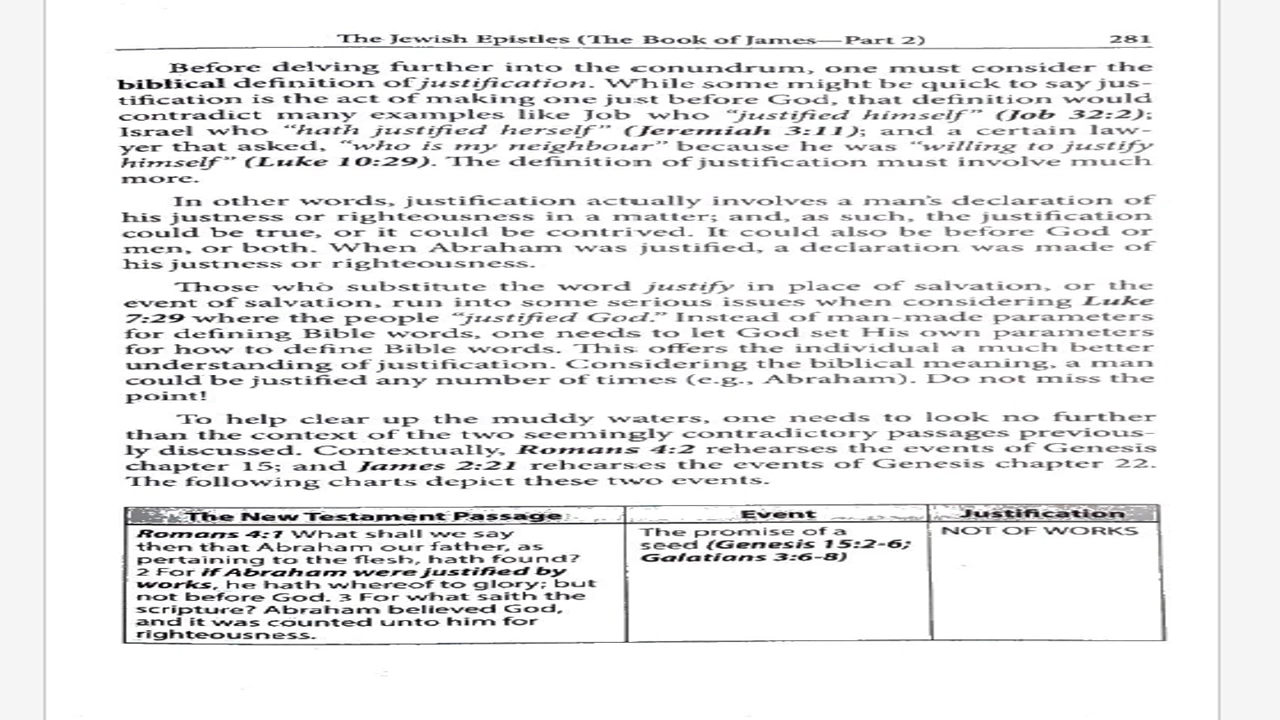 The Jewish Epistles (The Book of James—Part 2) 281
Before delving further into the conundrum, one must consider the
biblical definition of justification. While some might be quick to say jus-
tification is the act of making one just before God, that definition would
contradict many examples like Job who “justified himself” (Job 32:2);
Israel who “hath justified herself” (Jeremiah 3:11); and a certain law-
yer that asked, “who is my neighbour” because he was “willing to justify
himself” (Luke 10:29). The definition of justification must involve much
more.
In other words, justification actually involves a man’s declaration of
his justness or righteousness in a matter; and, as such, the justification
could be true, or it could be contrived. It could also be before God or
men, or both. When Abraham was justified, a declaration was made of
his justness or righteousness.
Those who substitute the word justify in place of salvation, or the
event of salvation, run into some serious issues when considering Luke
7:29 where the people “justified God.” Instead of man-made parameters
for defining Bible words, one needs to let God set His own parameters
for how to define Bible words. This offers the individual a much better
understanding of justification. Considering the biblical meaning, a man
could be justified any number of times (e.g., Abraham). Do not miss the
point!
To help clear up the muddy waters, one needs to look no further
than the context of the two seemingly contradictory passages previous-
ly discussed. Contextually, Romans 4:2 rehearses the events of Genesis
chapter 15; and James 2:21 rehearses the events of Genesis chapter 22.
The following charts depict these two events.
The New Testament Passage Event Justification
Romans 4:1 What shall we say
then that Abraham our father, as
pertaining to the flesh, hath found?
2 For if Abraham were justified by
works, he hath whereof to glory; but
not before God. 3 For what saith the
scripture? Abraham believed God,
and it was counted unto him for
righteousness.
The promise of a
seed (Genesis 15:2-6;
Galatians 3:6-8)
NOT OF WORKS